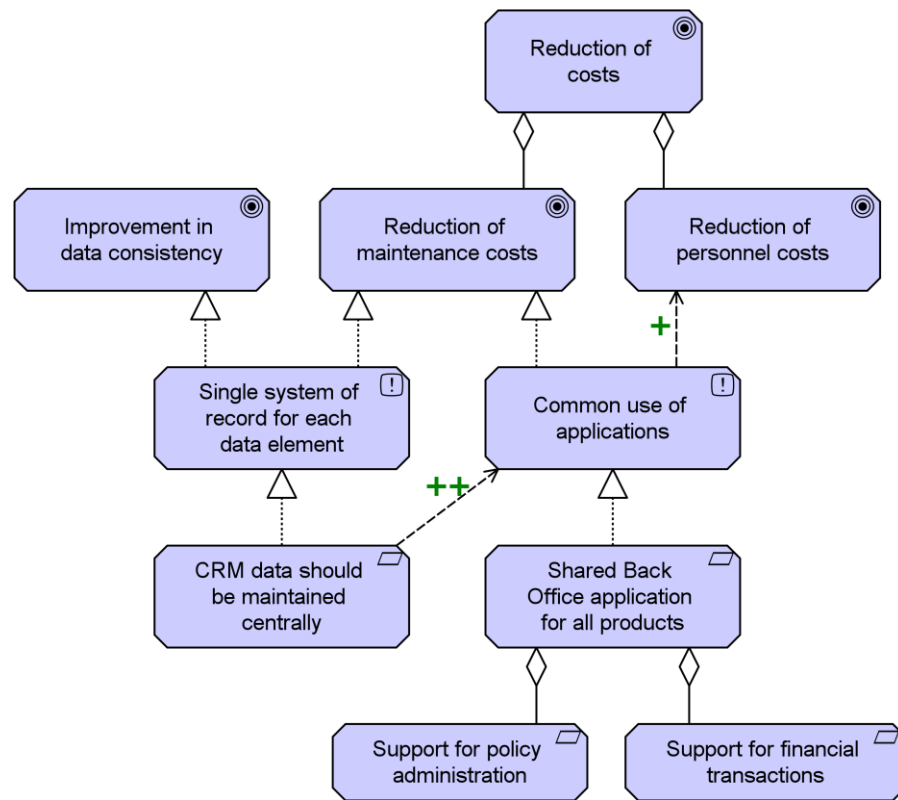 Reduction of
costs
Improvement in
data consistency
Reduction of
maintenance costs
Reduction of
personnel costs
+
Single system of
record for each
data element
Common use of
applications
++
CRM data should
be maintained
centrally
Shared Back
Office application
for all products
Support for policy
administration
Support for financial
transactions